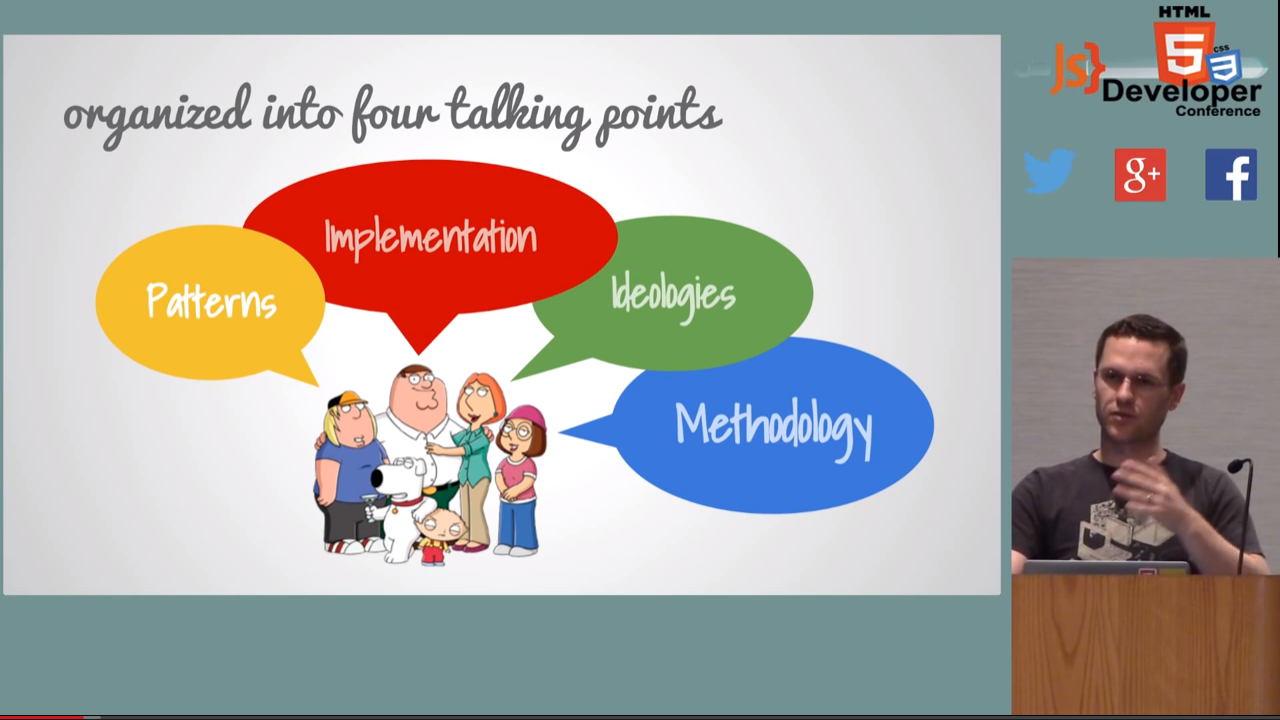 organized into four talking points
Implementation
Patterns
Ideologies
Methodology
HTML
5
CSS
3
JS}
Developer
Conference
g+
f